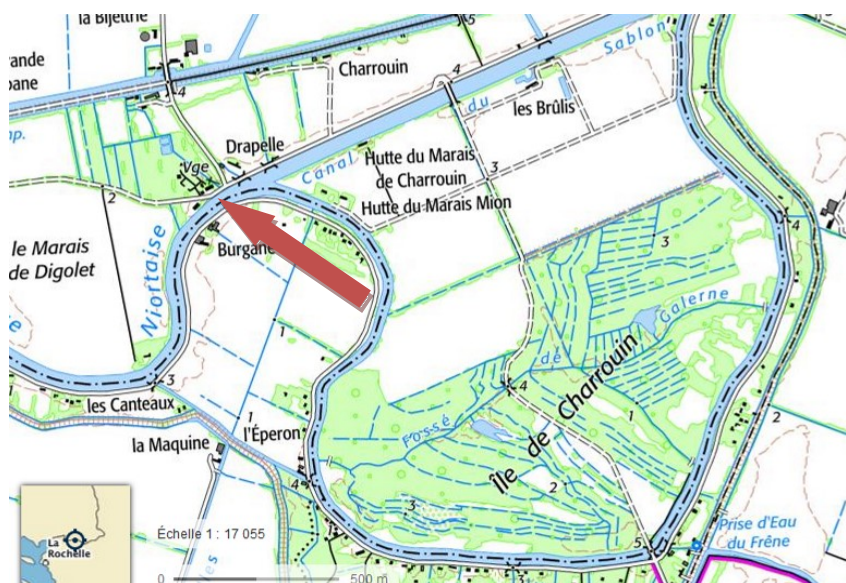 la Bijettrie
5
Sablon
Charrouin
4
4
du
les Brûlis
Drapelle
Canal
Vge
Hutte du Marais
de Charrouin
3
2
Hutte du Marais Mion
4
3
le Marais
de Digolet
Niortaise
Galerne
1
de
3
4
les Canteaux
1
Fossé
Île de Charrouin
1
2
la Maquine
l'Éperon
4
2
3
La
Rochelle
Échelle 1 : 17 055
5
Prise d'Eau
du Frêne
0
500 m